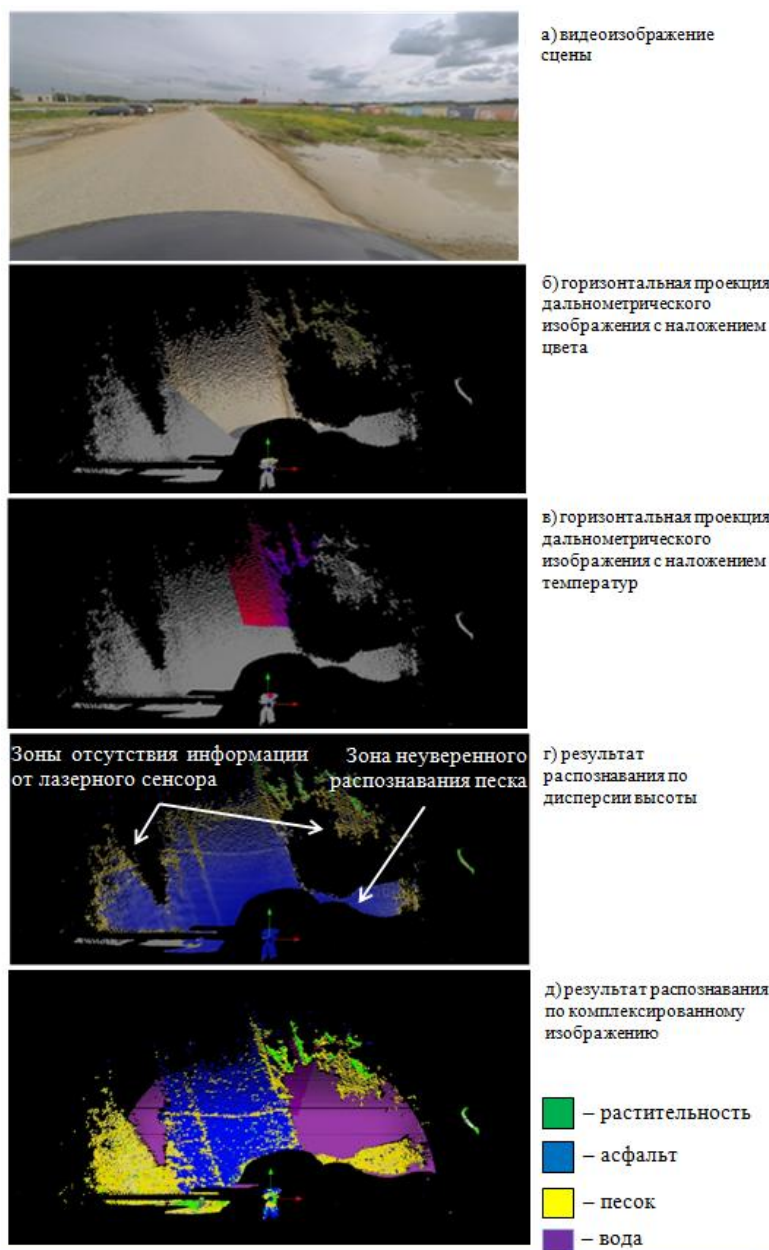 а) видеоизображение
сцены
б) горизонтальная проекция
дальнометрического
изображения с наложением
цвета
в) горизонтальная проекция
дальнометрического
изображения с наложением
температур
Зоны отсутствия информации
от лазерного сенсора
Зона неуверенного
распознавания песка
г) результат
распознавания по
дисперсии высоты
д) результат распознавания
по комплексированному
изображению
– растительность
– асфальт
– песок
– вода